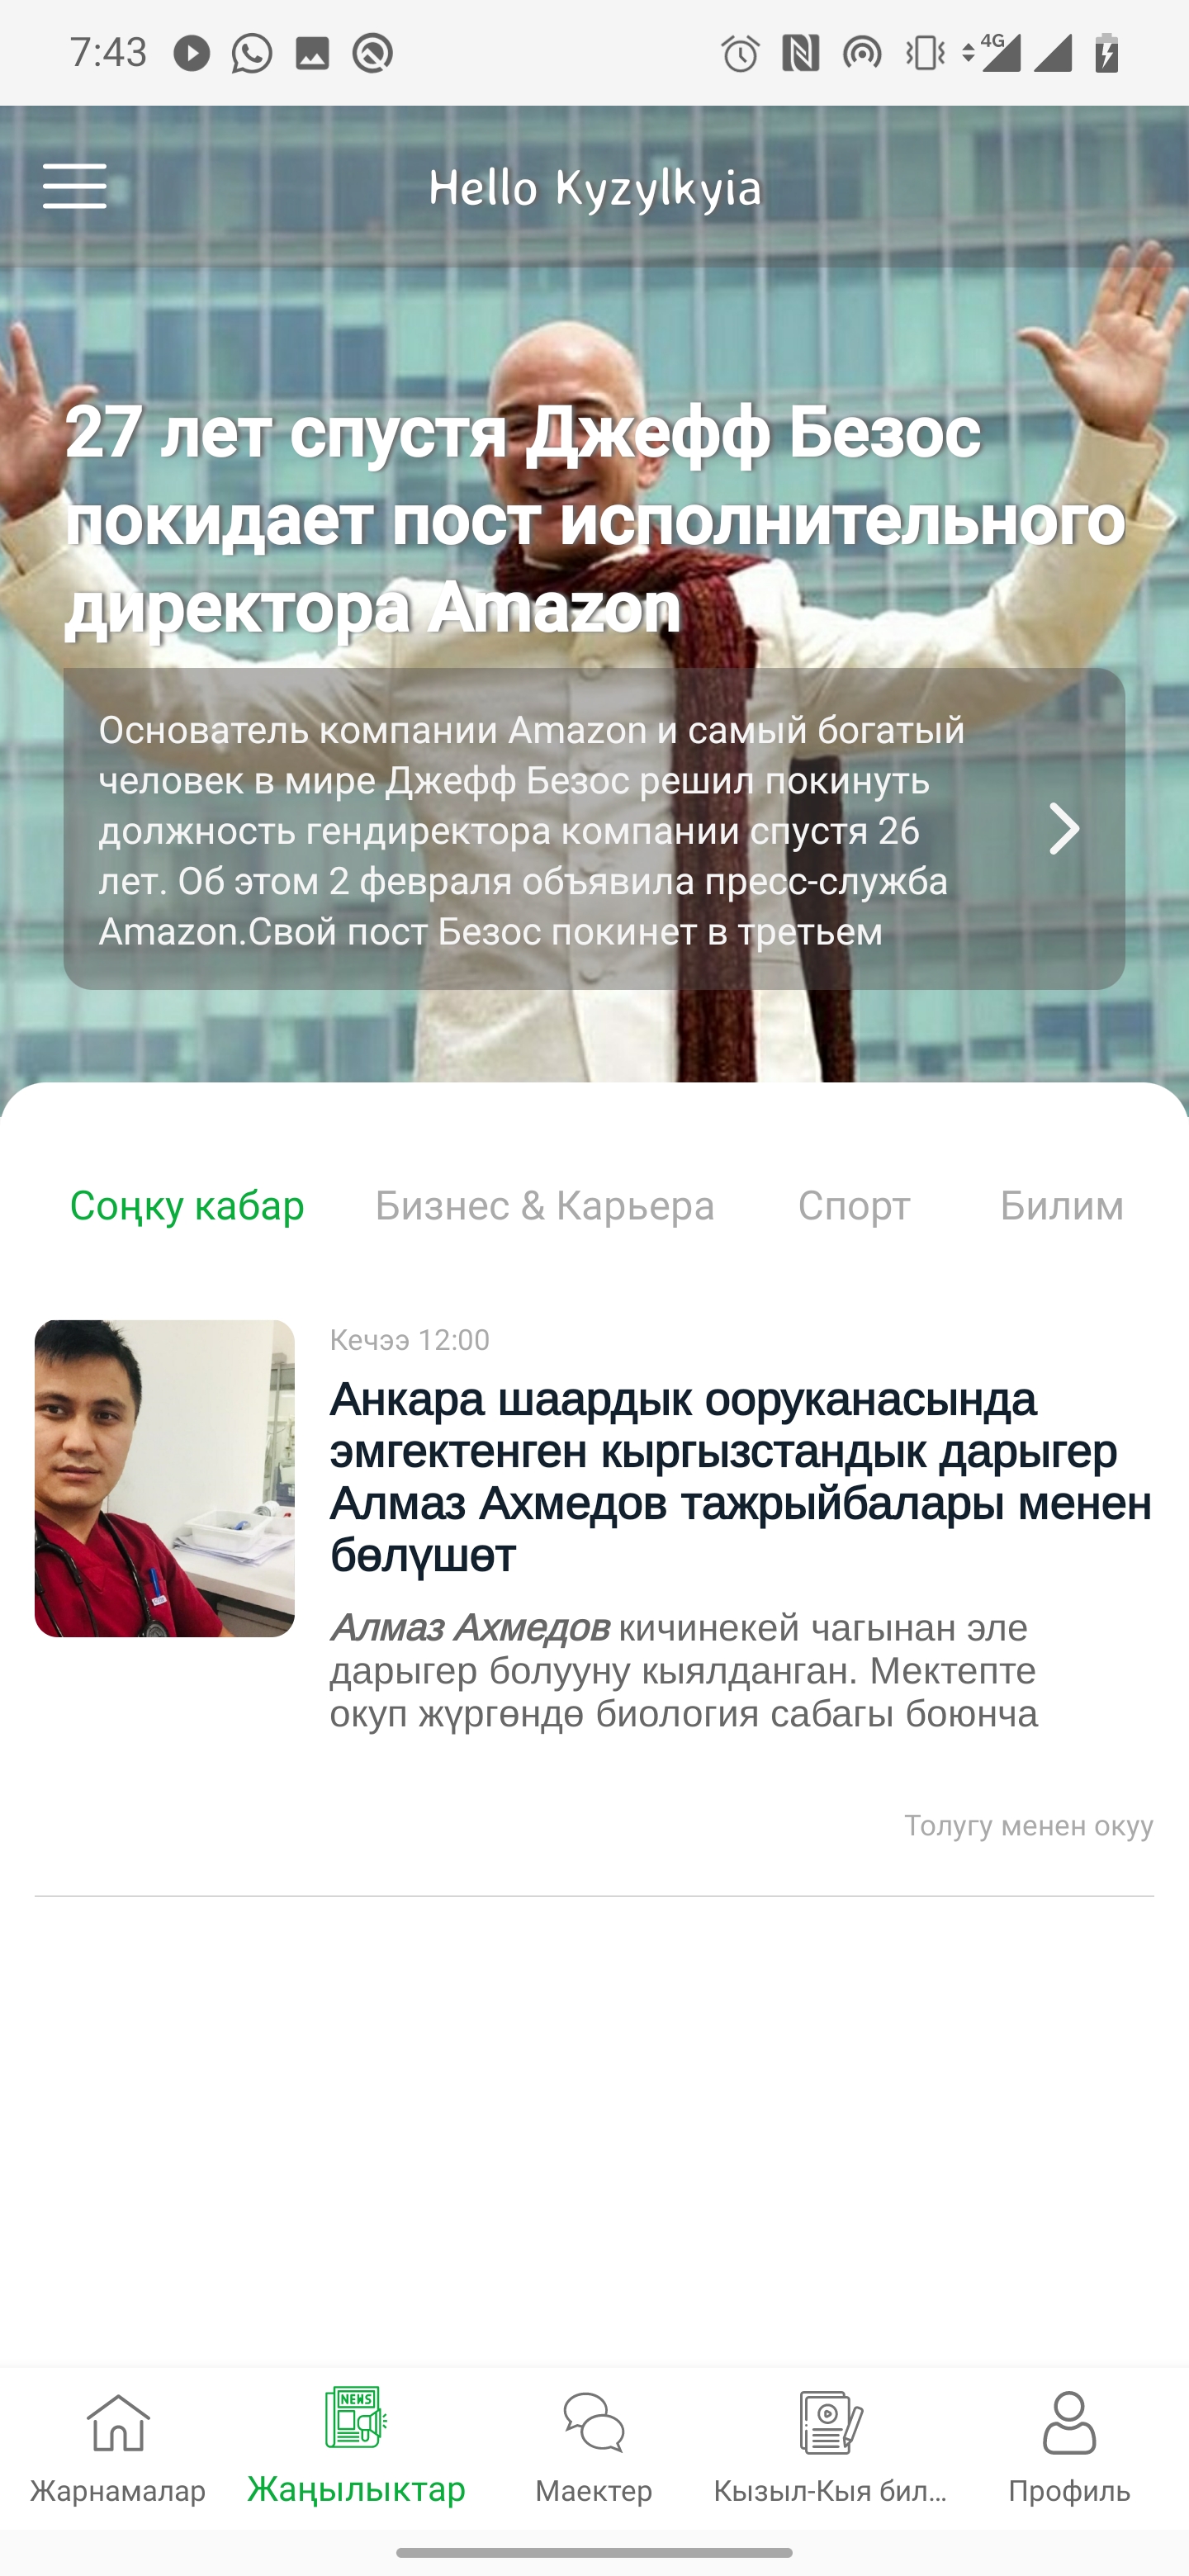 7:43
4G
Hello Kyzylkyia
27 лет спустя Джефф Безос
покидает пост исполнительного
директора Amazon
Основатель компании Amazon и самый богатый
человек в мире Джефф Безос решил покинуть
должность гендиректора компании спустя 26
лет. Об этом 2 февраля объявила пресс-служба
Amazon.Свой пост Безос покинет в третьем
Соңку кабар
Бизнес & Карьера
Спорт
Билим
Кечээ 12:00
Анкара шаардык ооруканасында
эмгектенген кыргызстандык дарыгер
Алмаз Ахмедов тажрыйбалары менен
бөлүшөт
Алмаз Ахмедов кичинекей чагынан эле
дарыгер болууну кыялданган. Мектепте
окуп жүргөндө биология сабагы боюнча
Толугу менен окуу
NEWS
Жарнамалар
Жаңылыктар
Маектер
Кызыл-Кыя бил...
Профиль